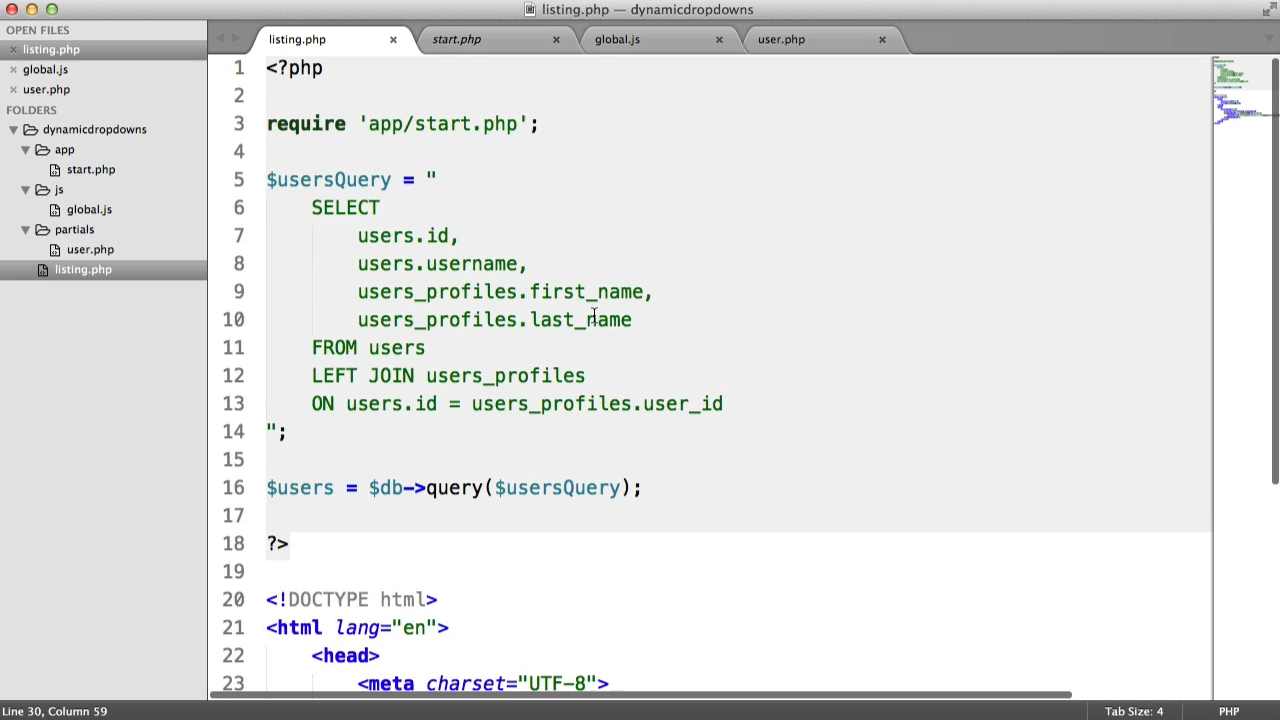 listing.php — dynamicdropdowns
OPEN FILES
listing.php
global.js
user.php
FOLDERS
dynamicdropdowns
app
start.php
js
global.js
partials
user.php
listing.php
listing.php start.php global.js user.php
1 <?php
2
3 require 'app/start.php';
4
5 $usersQuery = "
6 SELECT
7 users.id,
8 users.username,
9 users_profiles.first_name,
10 users_profiles.last_name
11 FROM users
12 LEFT JOIN users_profiles
13 ON users.id = users_profiles.user_id
14 ";
15
16 $users = $db->query($usersQuery);
17
18 ?>
19
20 <!DOCTYPE html>
21 <html lang="en">
22 <head>
23 <meta charset="UTF-8">
Line 30, Column 59 Tab Size: 4 PHP